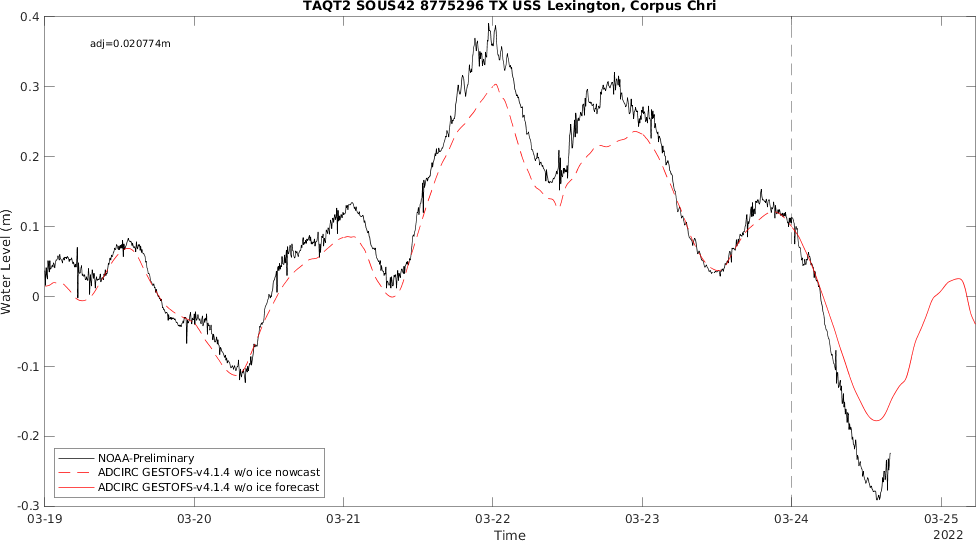 TAQT2 SOUS42 8775296 TX USS Lexington, Corpus Chri
adj=0.020774m
0.4
0.3
0.2
0.1
0
-0.1
-0.2
-0.3
Water Level (m)
NOAA-Preliminary
ADCIRC GESTOFS-v4.1.4 w/o ice nowcast
ADCIRC GESTOFS-v4.1.4 w/o ice forecast
03-19 03-20 03-21 03-22 03-23 03-24 03-25
Time
2022